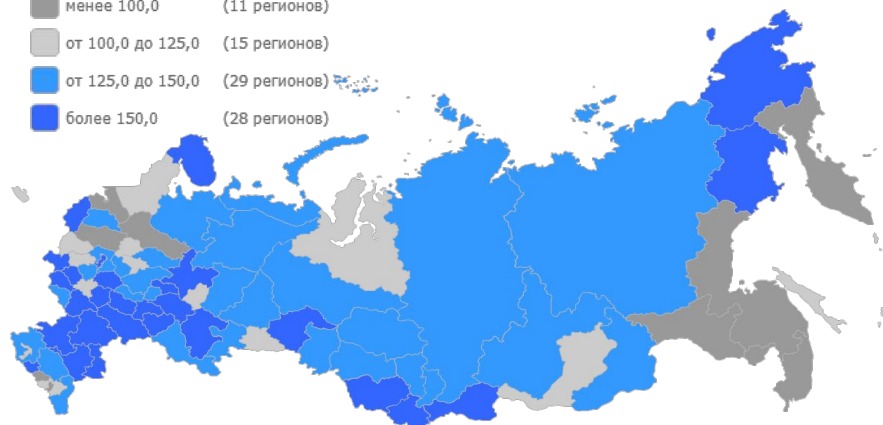 менее 100,0 (11 регионов)
от 100,0 до 125,0 (15 регионов)
от 125,0 до 150,0 (29 регионов)
более 150,0 (28 регионов)